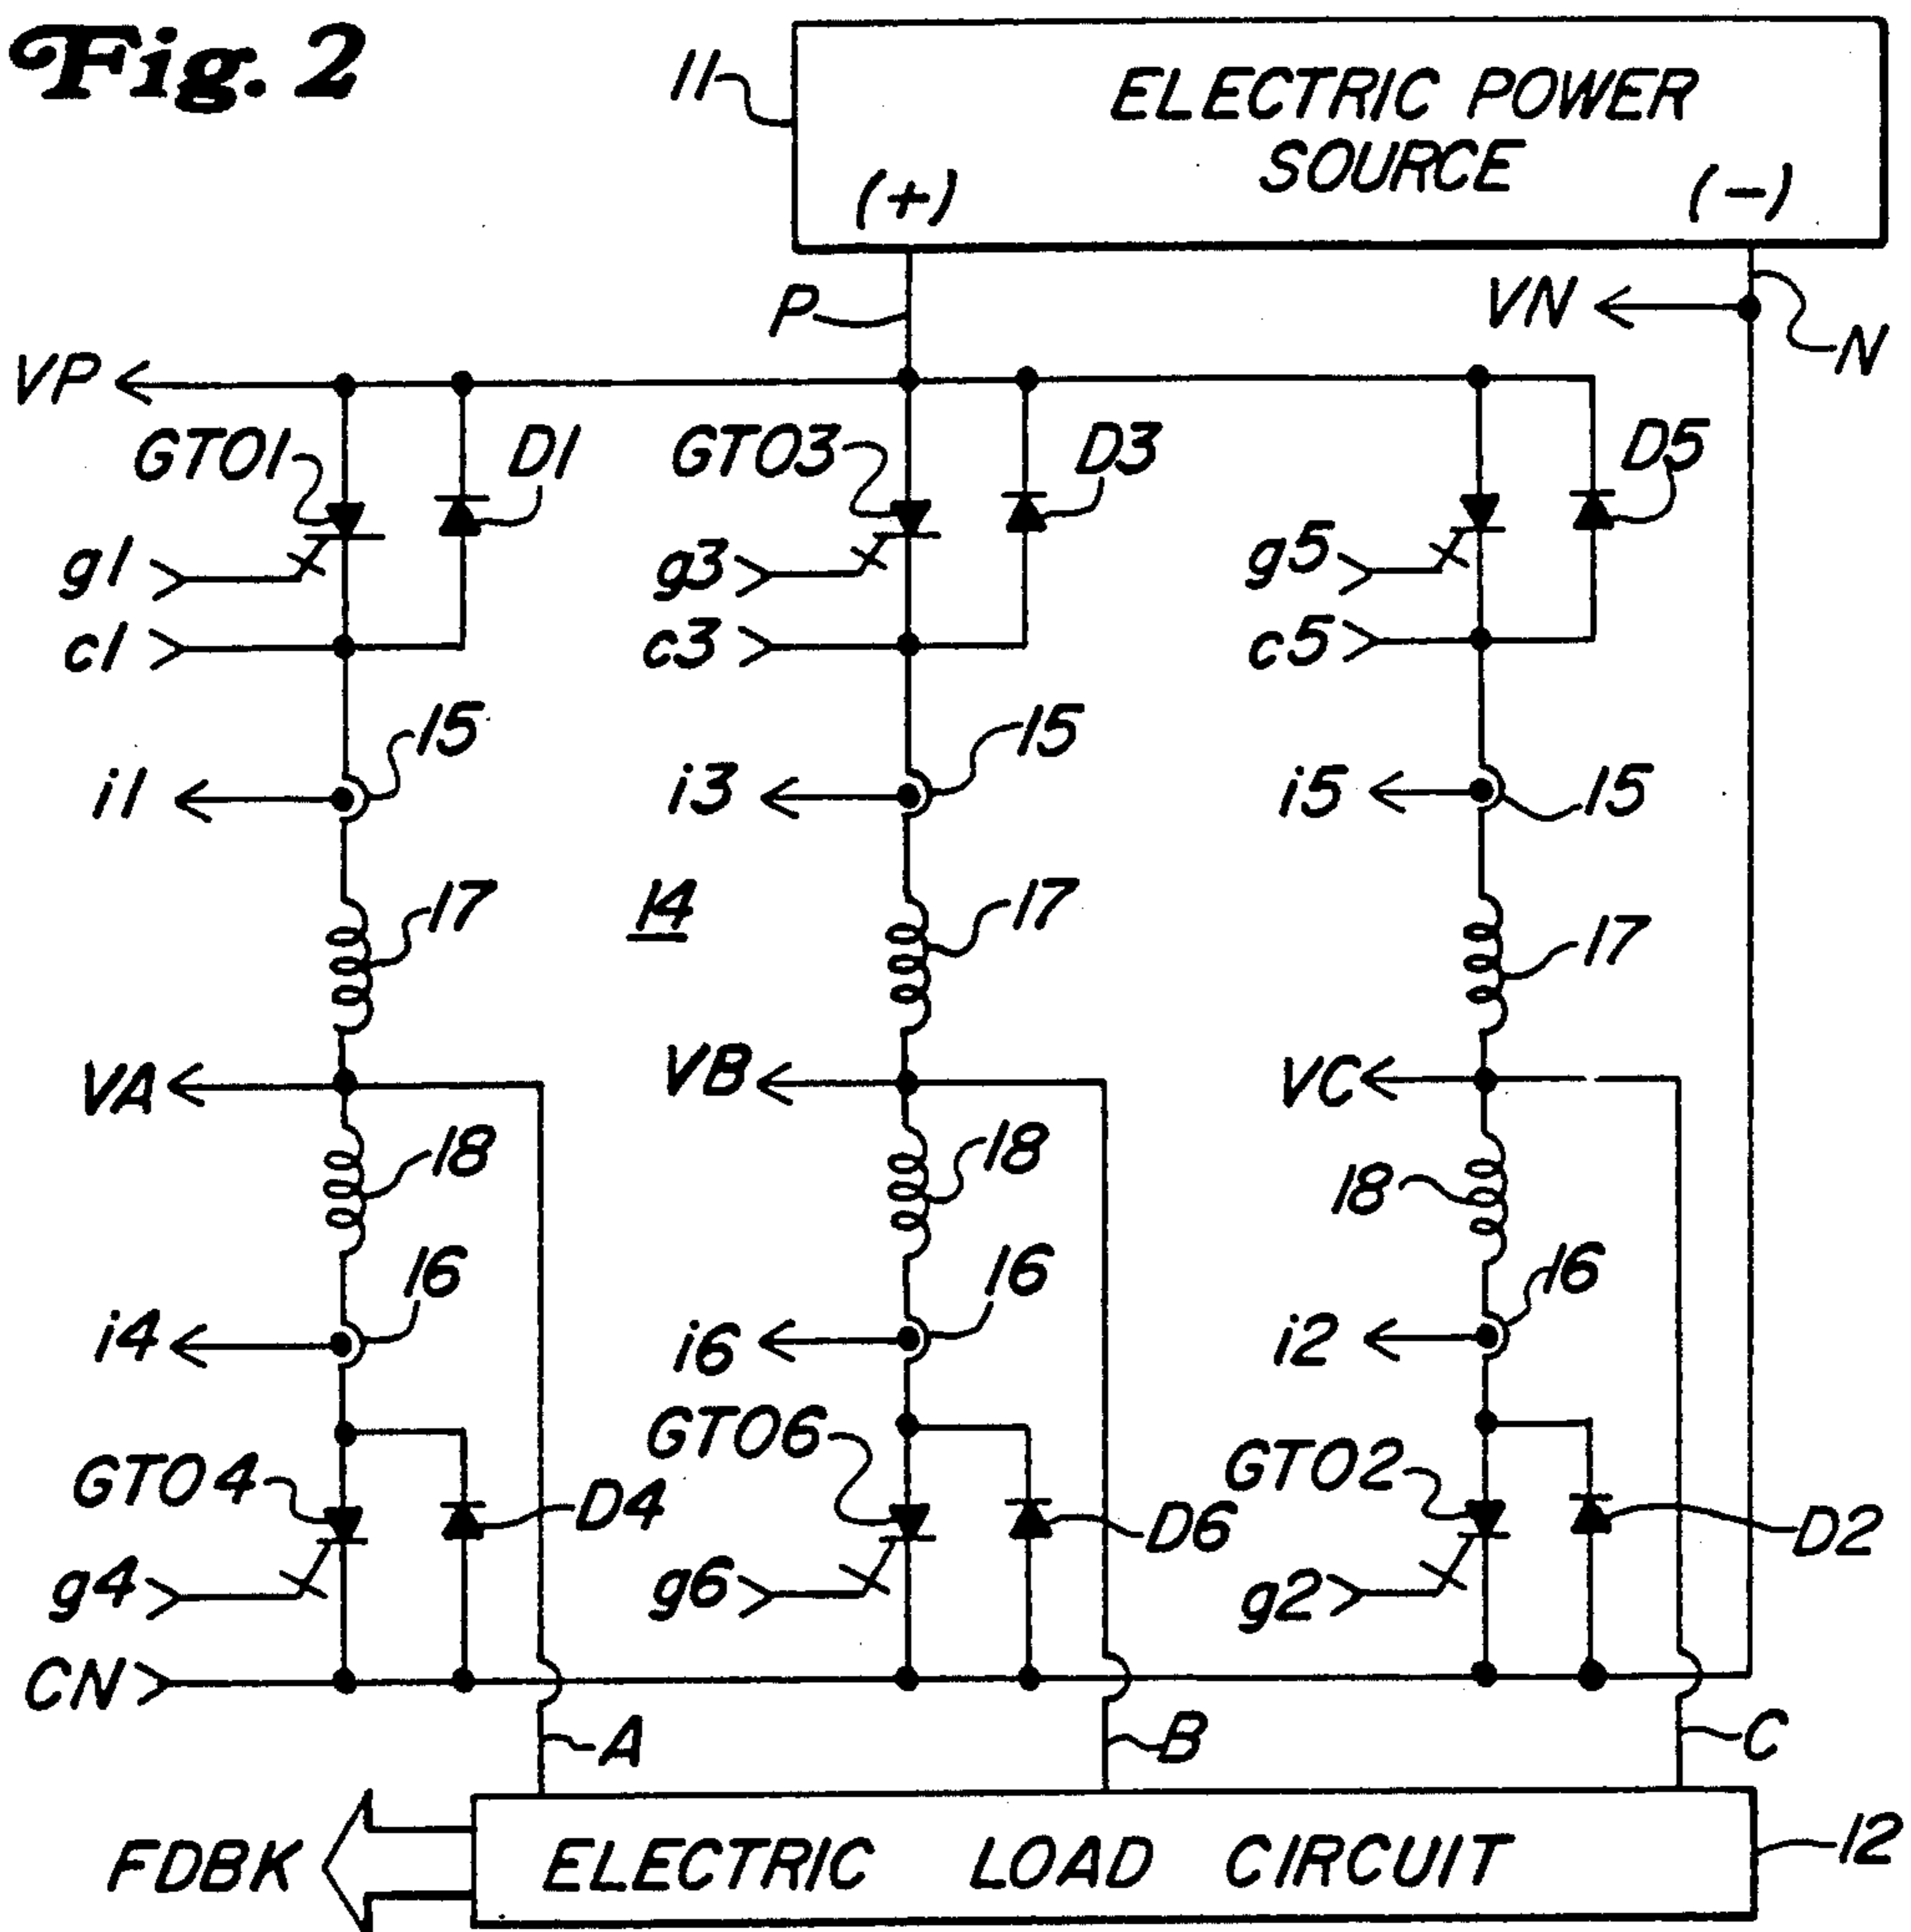 Fig. 2
11
ELECTRIC POWER
SOURCE
(+)
(-)
P
VN
N
VP
GTO1
D1
GTO3
D3
D5
g1
g3
g5
c1
c3
c5
15
15
15
i1
i3
i5
17
14
17
17
VA
VB
VC
18
18
18
16
16
16
i4
i6
i2
GTO4
D4
GTO6
D6
GTO2
D2
g4
g6
g2
CN
A
B
C
FDBK
ELECTRIC LOAD CIRCUIT
12